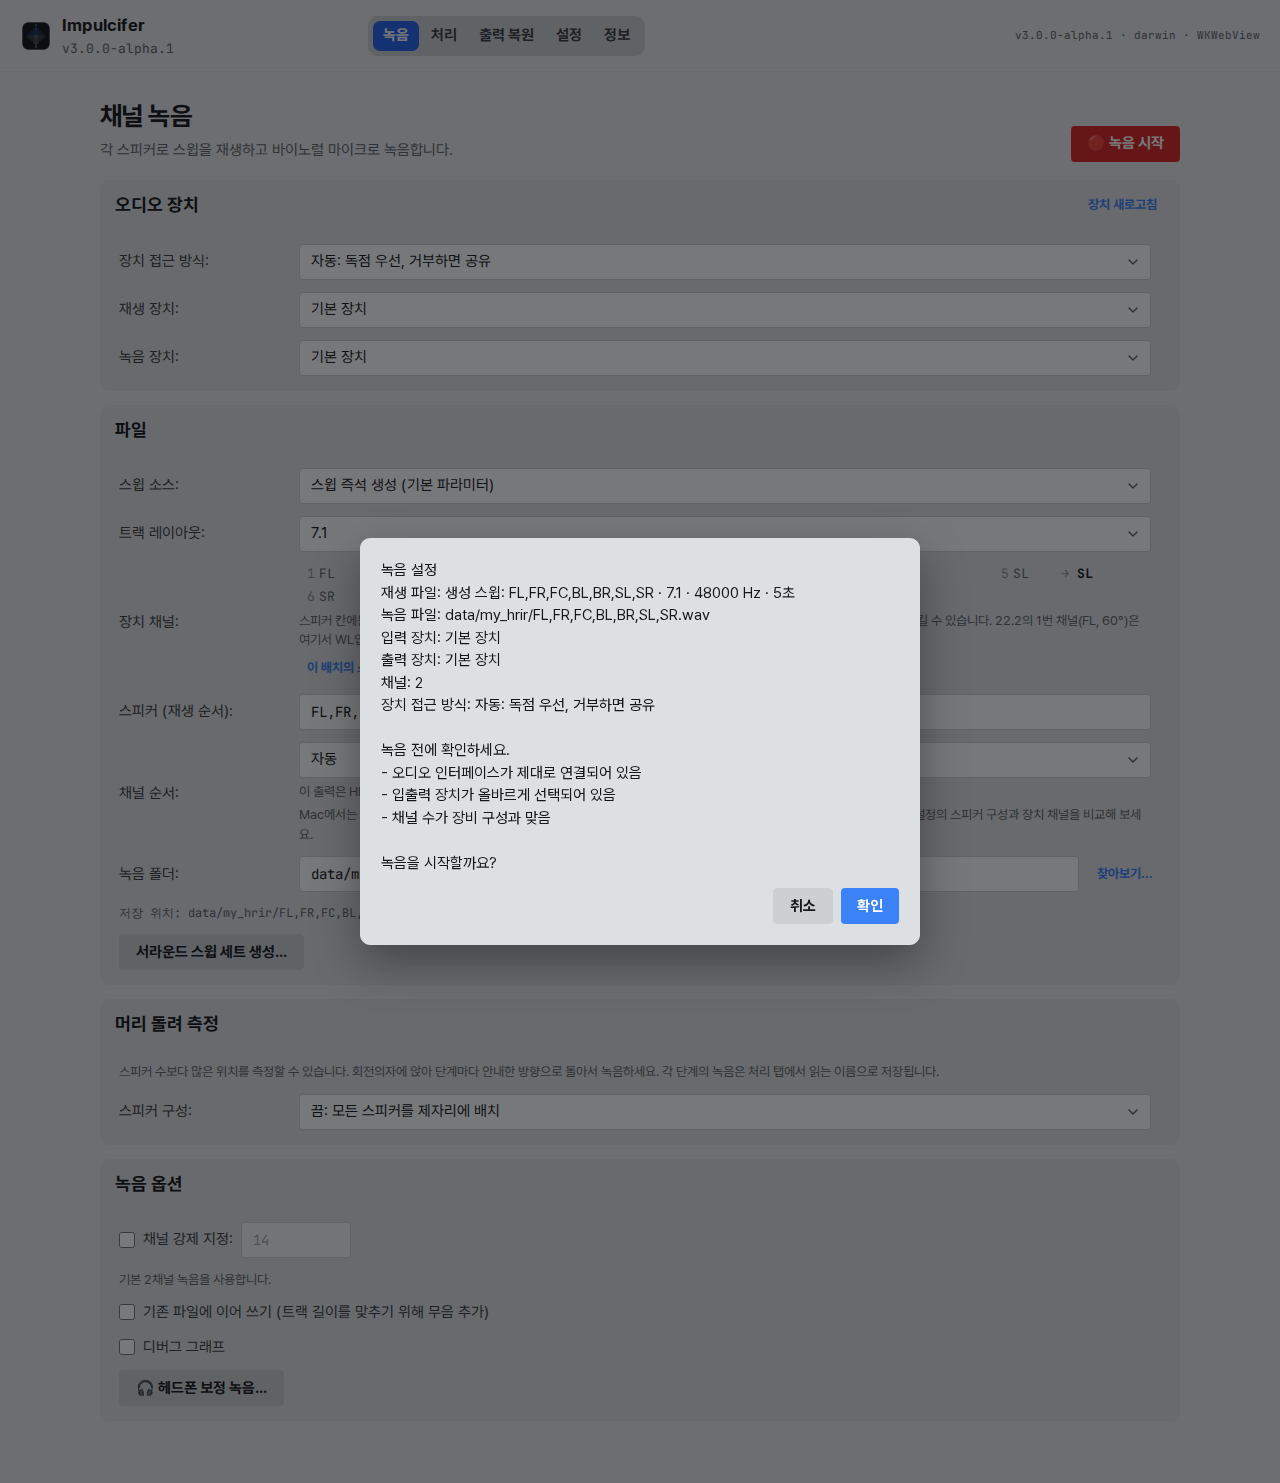 Impulcifer
v3.0.0-alpha.1
녹음 처리 출력 복원 설정 정보
v3.0.0-alpha.1 · darwin · WKWebView
채널 녹음
각 스피커로 스윕을 재생하고 바이노럴 마이크로 녹음합니다.
🔴 녹음 시작
오디오 장치
장치 새로고침
장치 접근 방식:
자동: 독점 우선, 거부하면 공유
재생 장치:
기본 장치
녹음 장치:
기본 장치
파일
스윕 소스:
스윕 즉석 생성 (기본 파라미터)
트랙 레이아웃:
7.1
1 FL
5 SL → SL
6 SR
장치 채널:
스피커 칸에
킬 수 있습니다. 22.2의 1번 채널(FL, 60°)은
여기서 WL
이 배치의
스피커 (재생 순서):
FL,FR,
자동
채널 순서:
이 출력은
Mac에서는
설정의 스피커 구성과 장치 채널을 비교해 보세
요.
녹음 폴더:
data/m
찾아보기...
저장 위치: data/my_hrir/FL,FR,FC,BL,
서라운드 스윕 세트 생성...
녹음 설정
재생 파일: 생성 스윕: FL,FR,FC,BL,BR,SL,SR · 7.1 · 48000 Hz · 5초
녹음 파일: data/my_hrir/FL,FR,FC,BL,BR,SL,SR.wav
입력 장치: 기본 장치
출력 장치: 기본 장치
채널: 2
장치 접근 방식: 자동: 독점 우선, 거부하면 공유
녹음 전에 확인하세요.
- 오디오 인터페이스가 제대로 연결되어 있음
- 입출력 장치가 올바르게 선택되어 있음
- 채널 수가 장비 구성과 맞음
녹음을 시작할까요?
취소 확인
머리 돌려 측정
스피커 수보다 많은 위치를 측정할 수 있습니다. 회전의자에 앉아 단계마다 안내한 방향으로 돌아서 녹음하세요. 각 단계의 녹음은 처리 탭에서 읽는 이름으로 저장됩니다.
스피커 구성:
끔: 모든 스피커를 제자리에 배치
녹음 옵션
채널 강제 지정: 14
기본 2채널 녹음을 사용합니다.
기존 파일에 이어 쓰기 (트랙 길이를 맞추기 위해 무음 추가)
디버그 그래프
🎧 헤드폰 보정 녹음...